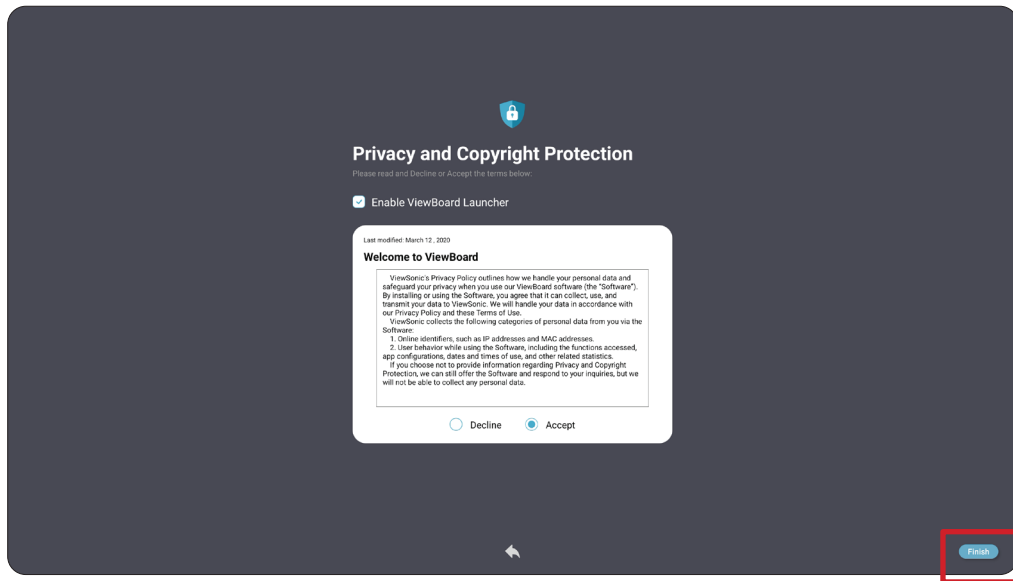 Privacy and Copyright Protection
Please read and Decline or Accept the terms below:
Enable ViewBoard Launcher
Last modified: March 12 , 2020
Welcome to ViewBoard
ViewSonic's Privacy Policy outlines how we handle your personal data and
safeguard your privacy when you use our ViewBoard software (the "Software").
By installing or using the Software, you agree that it can collect, use, and
transmit your data to ViewSonic. We will handle your data in accordance with
our Privacy Policy and these Terms of Use.
ViewSonic collects the following categories of personal data from you via the
Software:
1. Online identifiers, such as IP addresses and MAC addresses.
2. User behavior while using the Software, including the functions accessed,
app configurations, dates and times of use, and other related statistics.
If you choose not to provide information regarding Privacy and Copyright
Protection, we can still offer the Software and respond to your inquiries, but we
will not be able to collect any personal data.
Decline Accept
Finish